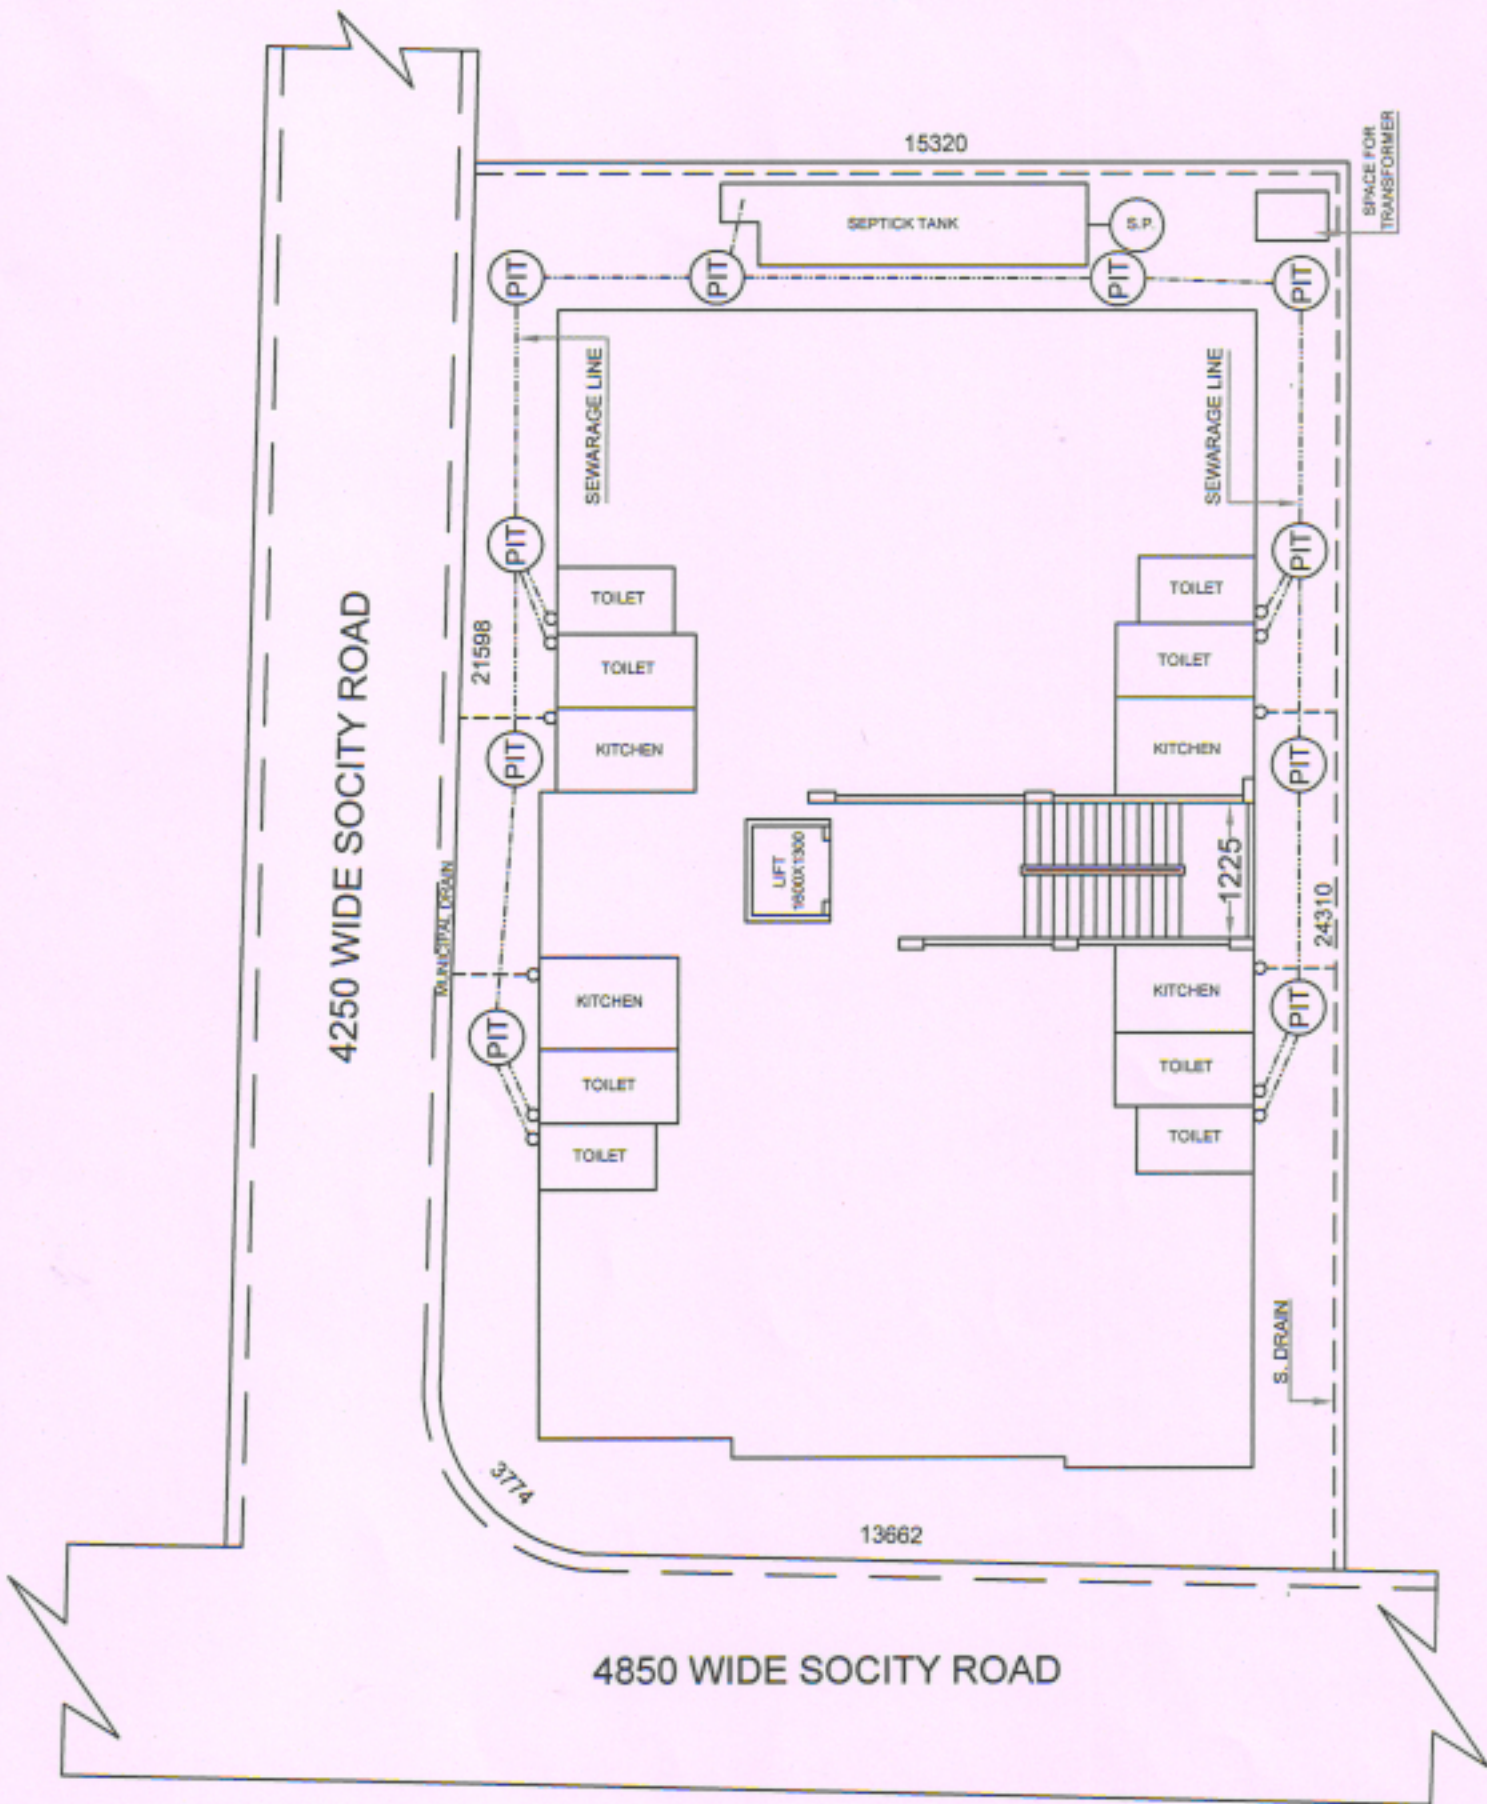 15320
SPACE FOR
TRANSFORMER
SEPTICK TANK
S.P.
PIT
PIT
PIT
PIT
SEWARAGE LINE
SEWARAGE LINE
PIT
PIT
TOILET
TOILET
21598
TOILET
TOILET
4250 WIDE SOCITY ROAD
KITCHEN
KITCHEN
PIT
PIT
LIFT
1600X1300
1225
MUNICIPAL DRAIN
24310
KITCHEN
KITCHEN
PIT
PIT
TOILET
TOILET
TOILET
TOILET
S. DRAIN
3774
13662
4850 WIDE SOCITY ROAD